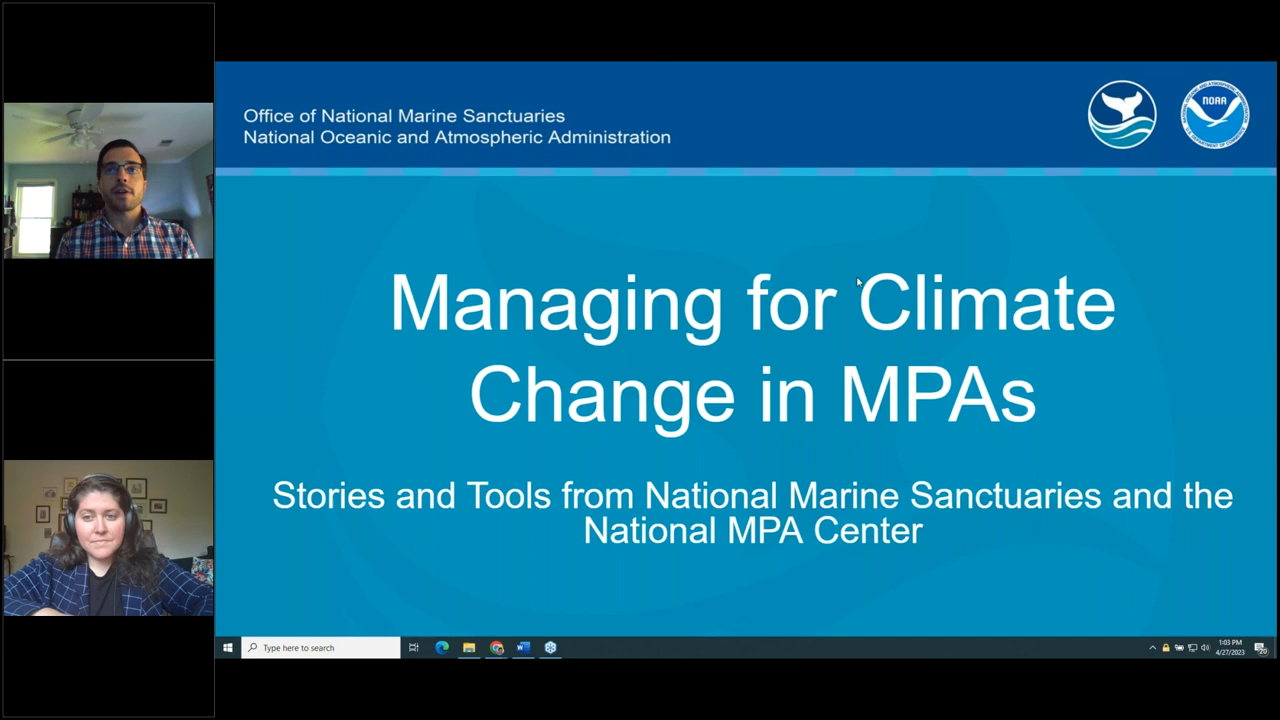 Office of National Marine Sanctuaries
National Oceanic and Atmospheric Administration
NOAA
Managing for Climate
Change in MPAs
Stories and Tools from National Marine Sanctuaries and the
National MPA Center
Type here to search
1:03 PM
4/27/2023
20